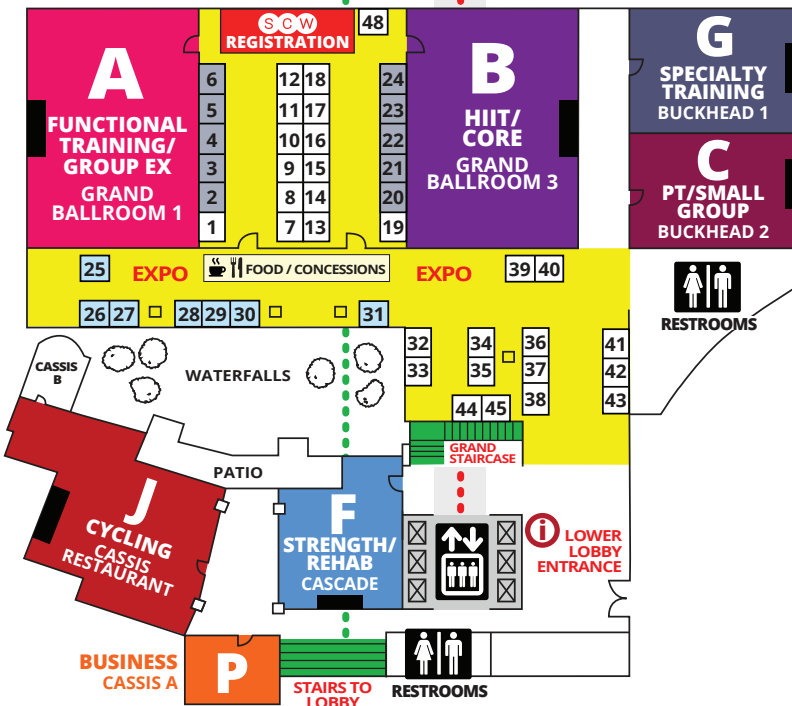 SCW
REGISTRATION
48
A
FUNCTIONAL
TRAINING/
GROUP EX
GRAND
BALLROOM 1
6
5
4
3
2
1
12 18
11 17
10 16
9 15
8 14
7 13
24
23
22
21
20
19
B
HIIT/
CORE
GRAND
BALLROOM 3
G
SPECIALTY
TRAINING
BUCKHEAD 1
C
PT/SMALL
GROUP
BUCKHEAD 2
25
EXPO
FOOD / CONCESSIONS
EXPO
39 40
RESTROOMS
26 27
28 29 30
31
32
33
34
35
36
37
38
41
42
43
44 45
CASSIS
B
WATERFALLS
GRAND
STAIRCASE
PATIO
J
CYCLING
CASSIS
RESTAURANT
F
STRENGTH/
REHAB
CASCADE
i
LOWER
LOBBY
ENTRANCE
BUSINESS
CASSIS A
P
STAIRS TO
LOBBY
RESTROOMS